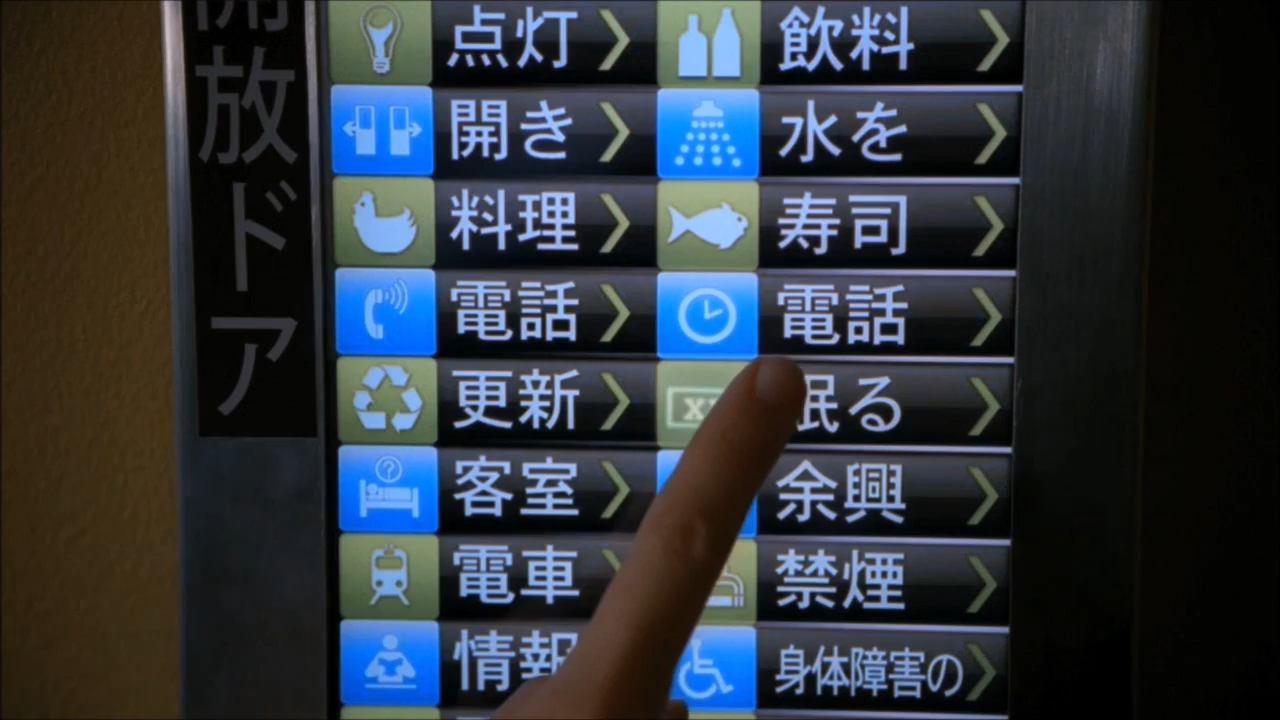 放ドア
点灯
飲料
開き
水を
料理
寿司
電話
電話
更新
眠る
客室
余興
電車
禁煙
情報
身体障害の